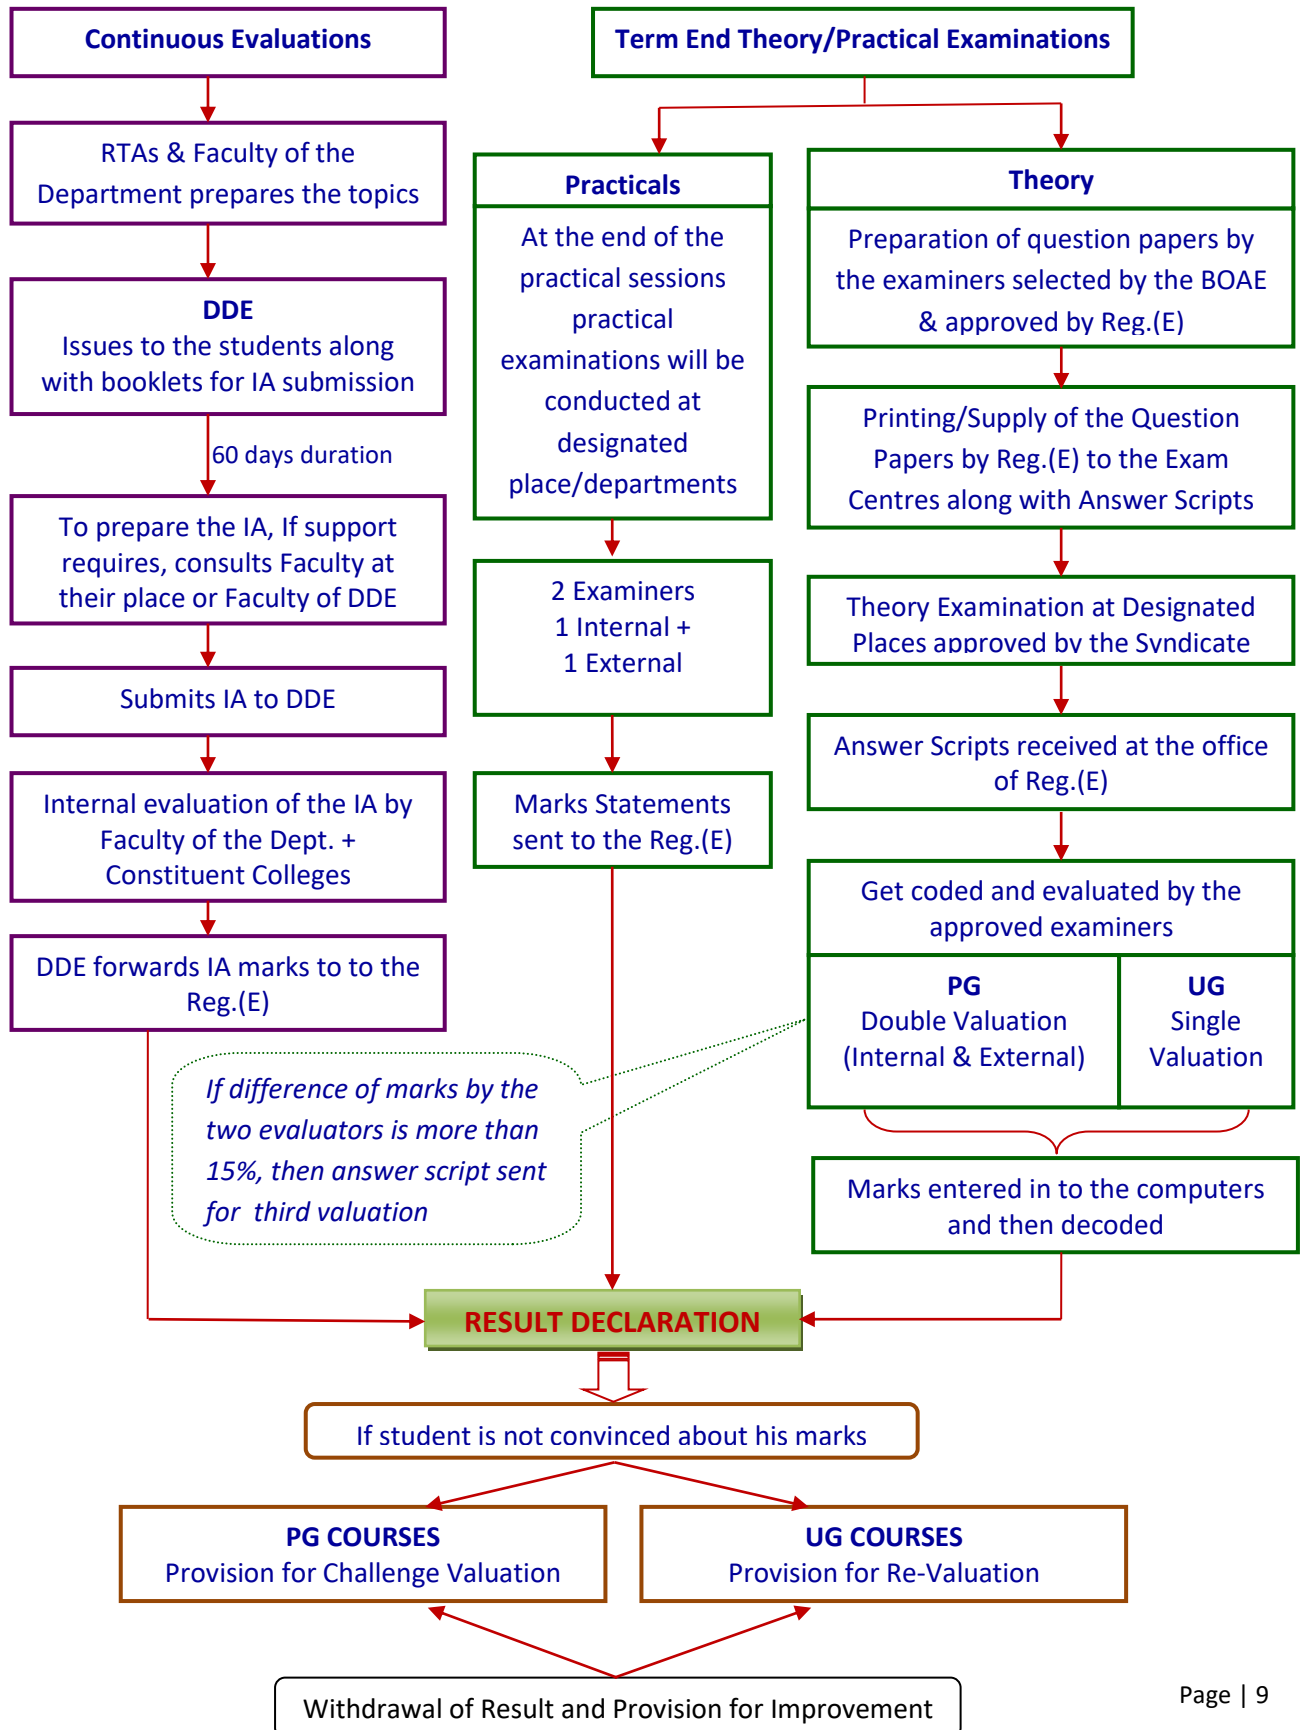 Continuous Evaluations
RTAs & Faculty of the
Department prepares the topics
DDE
Issues to the students along
with booklets for IA submission
60 days duration
To prepare the IA, If support
requires, consults Faculty at
their place or Faculty of DDE
Submits IA to DDE
Internal evaluation of the IA by
Faculty of the Dept. +
Constituent Colleges
DDE forwards IA marks to to the
Reg.(E)
Term End Theory/Practical Examinations
Practicals
At the end of the
practical sessions
practical
examinations will be
conducted at
designated
place/departments
2 Examiners
1 Internal +
1 External
Marks Statements
sent to the Reg.(E)
Theory
Preparation of question papers by
the examiners selected by the BOAE
& approved by Reg.(E)
Printing/Supply of the Question
Papers by Reg.(E) to the Exam
Centres along with Answer Scripts
Theory Examination at Designated
Places approved by the Syndicate
Answer Scripts received at the office
of Reg.(E)
Get coded and evaluated by the
approved examiners
PG
Double Valuation
(Internal & External)
UG
Single
Valuation
If difference of marks by the
two evaluators is more than
15%, then answer script sent
for third valuation
Marks entered in to the computers
and then decoded
RESULT DECLARATION
If student is not convinced about his marks
PG COURSES
Provision for Challenge Valuation
UG COURSES
Provision for Re-Valuation
Withdrawal of Result and Provision for Improvement
Page | 9